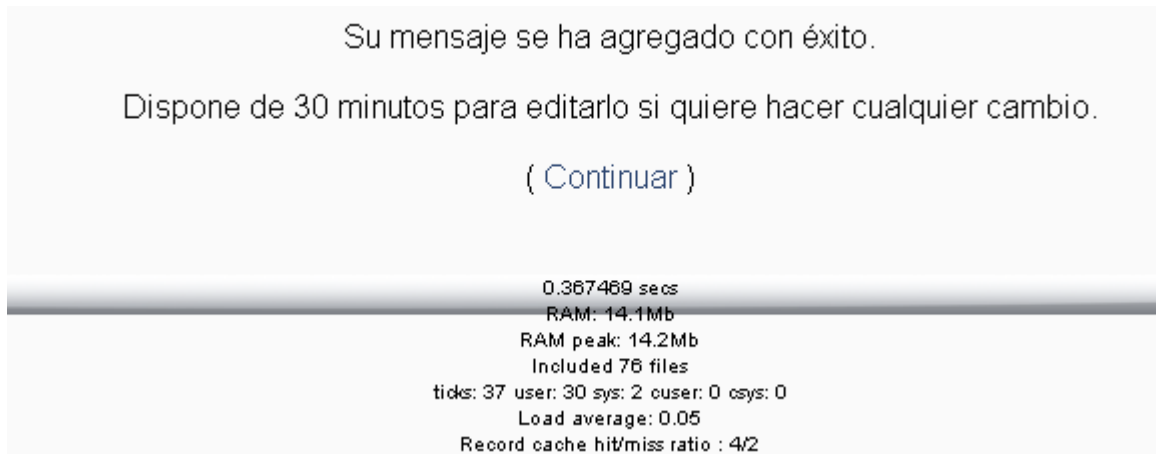 Su mensaje se ha agregado con éxito.
Dispone de 30 minutos para editarlo si quiere hacer cualquier cambio.
( Continuar )
0.367469 secs
RAM: 14.1Mb
RAM peak: 14.2Mb
Included 76 files
ticks: 37 user: 30 sys: 2 cuser: 0 csys: 0
Load average: 0.05
Record cache hit/miss ratio : 4/2